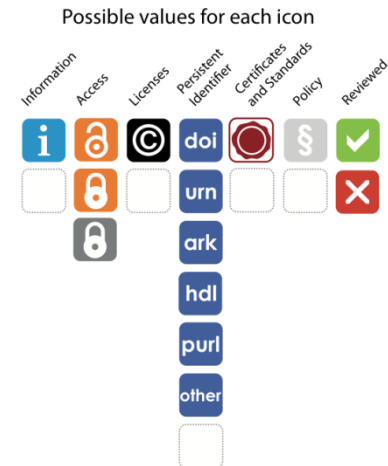 Possible values for each icon
Information
Access
Licenses
Persistent
Identifier
Certificates
and Standards
Policy
Reviewed
i
©
doi
§
urn
ark
hdl
purl
other